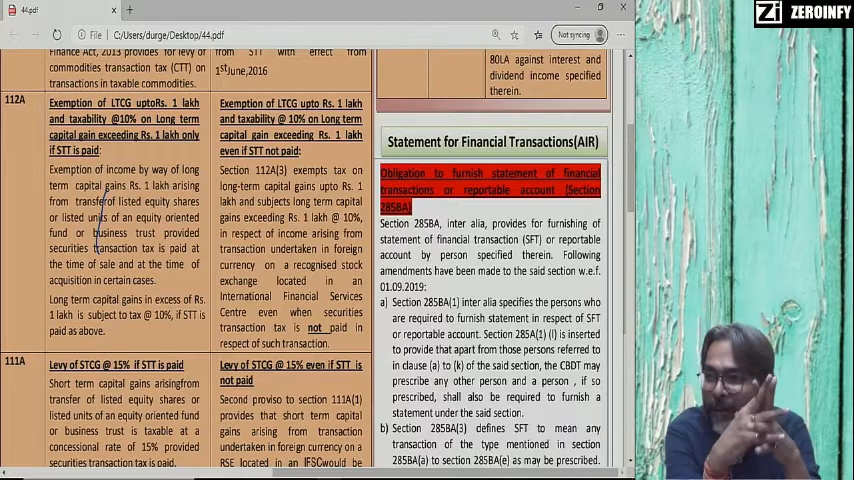 44.pdf
File | C:/Users/durge/Desktop/44.pdf
Not syncing
ZEROINFY
Finance Act, 2013 provides for levy of
commodities transaction tax (CTT) on
transactions in taxable commodities.
from STT with effect from
1st June,2016
112A
Exemption of LTCG uptoRs. 1 lakh
and taxability @10% on Long term
capital gain exceeding Rs. 1 lakh only
if STT is paid:
Exemption of income by way of long
term capital gains Rs. 1 lakh arising
from transferof listed equity shares
or listed units of an equity oriented
fund or business trust provided
securities transaction tax is paid at
the time of sale and at the time of
acquisition in certain cases.
Long term capital gains in excess of Rs.
1 lakh is subject to tax @ 10%, if STT is
paid as above.
Exemption of LTCG upto Rs. 1 lakh
and taxability @ 10% on Long term
capital gain exceeding Rs. 1 lakh
even if STT not paid:
Section 112A(3) exempts tax on
long-term capital gains upto Rs. 1
lakh and subjects long term capital
gains exceeding Rs. 1 lakh @ 10%,
in respect of income arising from
transaction undertaken in foreign
currency on a recognised stock
exchange located in an
International Financial Services
Centre even when securities
transaction tax is not paid in
respect of such transaction.
111A
Levy of STCG @ 15% if STT is paid
Short term capital gains arisingfrom
transfer of listed equity shares or
listed units of an equity oriented fund
or business trust is taxable at a
concessional rate of 15% provided
securities transaction tax is paid.
Levy of STCG @ 15% even if STT is
not paid
Second proviso to section 111A(1)
provides that short term capital
gains arising from transaction
undertaken in foreign currency on a
RSE located in an IFSCwould be
80LA against interest and
dividend income specified
therein.
Statement for Financial Transactions(AIR)
Obligation to furnish statement of financial
transactions or reportable account (Section
285BA)
Section 285BA, inter alia, provides for furnishing of
statement of financial transaction (SFT) or reportable
account by person specified therein. Following
amendments have been made to the said section w.e.f.
01.09.2019:
a) Section 285BA(1) inter alia specifies the persons who
are required to furnish statement in respect of SFT
or reportable account. Section 285A(1) (l) is inserted
to provide that apart from those persons referred to
in clause (a) to (k) of the said section, the CBDT may
prescribe any other person and a person , if so
prescribed, shall also be required to furnish a
statement under the said section.
b) Section 285BA(3) defines SFT to mean any
transaction of the type mentioned in section
285BA(a) to section 285BA(e) as may be prescribed.